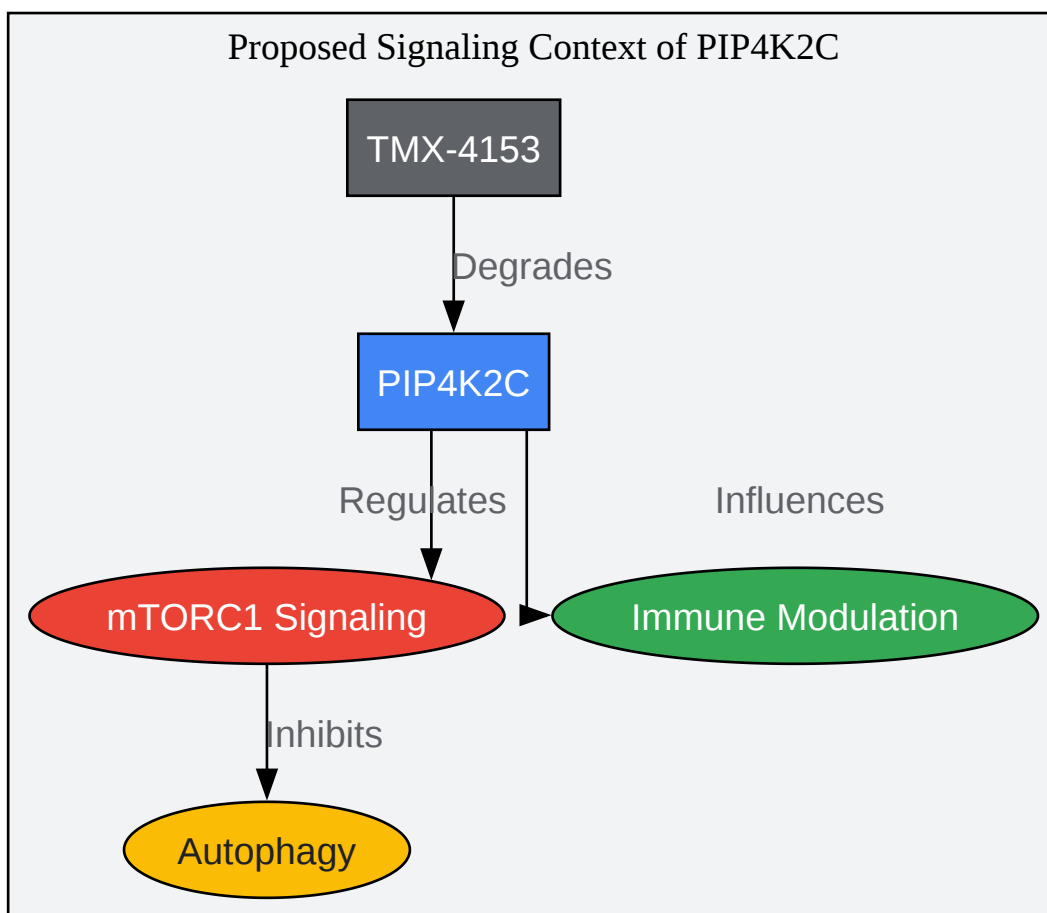 Proposed Signaling Context of PIP4K2C
TMX-4153
Degrades
PIP4K2C
Regulates
Influences
mTORC1 Signaling
Immune Modulation
Inhibits
Autophagy